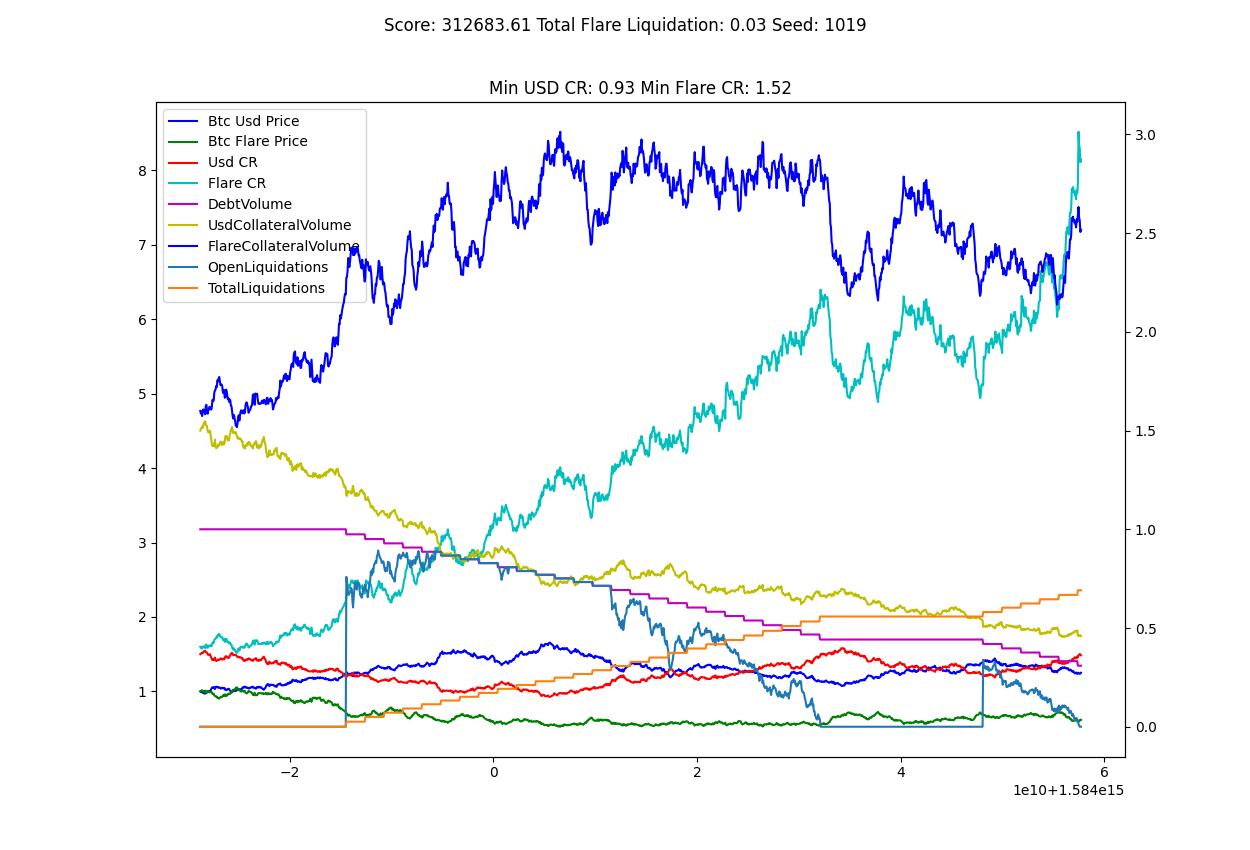 Score: 312683.61 Total Flare Liquidation: 0.03 Seed: 1019
Min USD CR: 0.93 Min Flare CR: 1.52
Btc Usd Price
Btc Flare Price
Usd CR
Flare CR
DebtVolume
UsdCollateralVolume
FlareCollateralVolume
OpenLiquidations
TotalLiquidations
8
7
6
5
4
3
2
1
3.0
2.5
2.0
1.5
1.0
0.5
0.0
−2 0 2 4 6
1e10+1.584e15